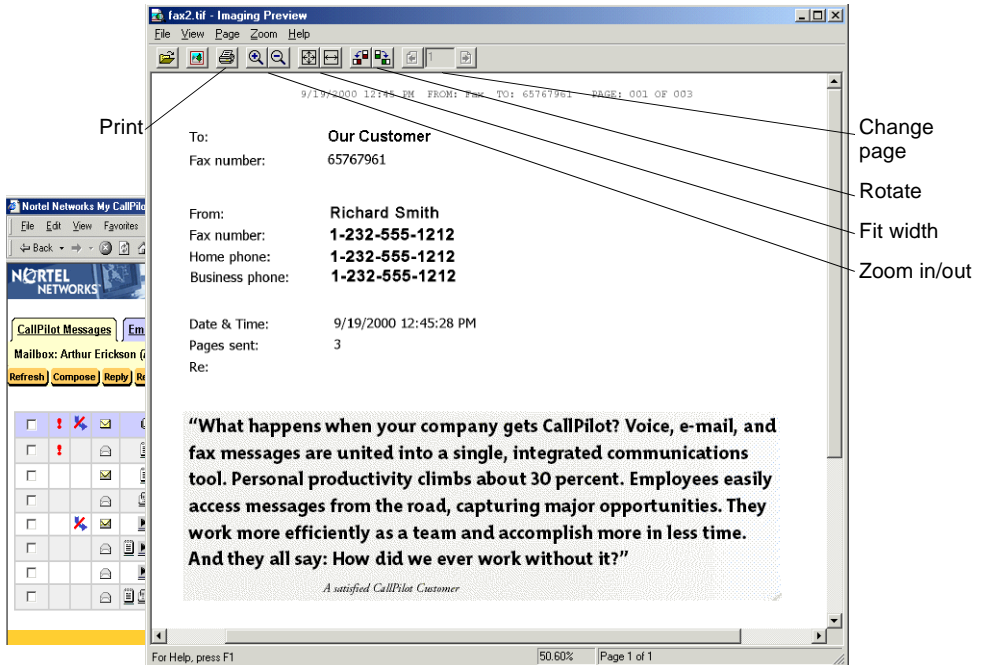 fax2.tif - Imaging Preview
File View Page Zoom Help
1
9/19/2000 12:45 PM FROM: Fax TO: 65767961 PAGE: 001 OF 003
To: Our Customer
Fax number: 65767961
From: Richard Smith
Fax number: 1-232-555-1212
Home phone: 1-232-555-1212
Business phone: 1-232-555-1212
Date & Time: 9/19/2000 12:45:28 PM
Pages sent: 3
Re:
“What happens when your company gets CallPilot? Voice, e-mail, and
fax messages are united into a single, integrated communications
tool. Personal productivity climbs about 30 percent. Employees easily
access messages from the road, capturing major opportunities. They
work more efficiently as a team and accomplish more in less time.
And they all say: How did we ever work without it?”
A satisfied CallPilot Customer
For Help, press F1 50.60% Page 1 of 1
Print
Change
page
Rotate
Fit width
Zoom in/out
Nortel Networks My CallPilo
File Edit View Favorites
Back
NORTEL
NETWORKS
CallPilot Messages Em
Mailbox: Arthur Erickson (
Refresh Compose Reply Re